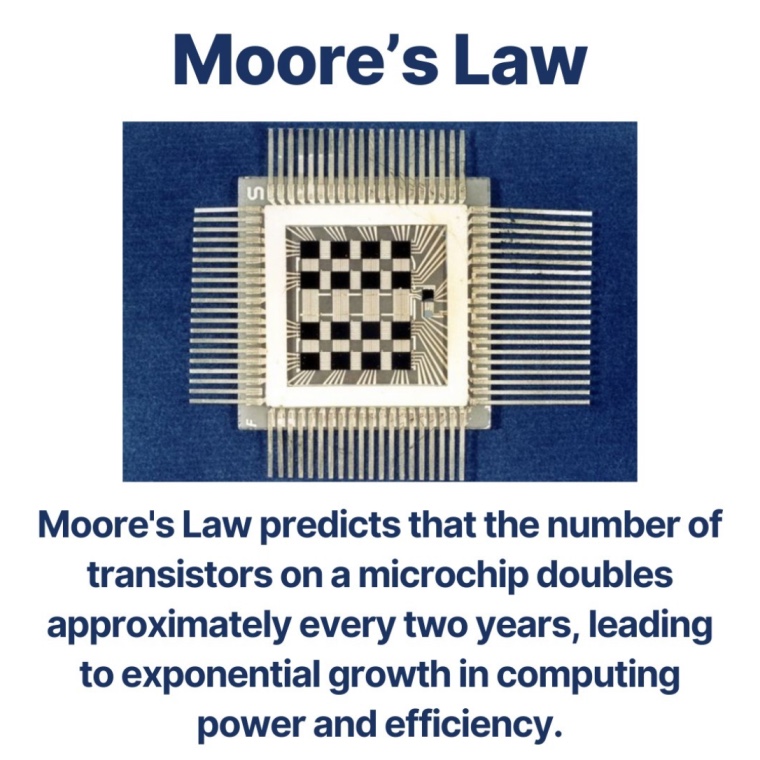 Moore’s Law
Moore's Law predicts that the number of
transistors on a microchip doubles
approximately every two years, leading
to exponential growth in computing
power and efficiency.